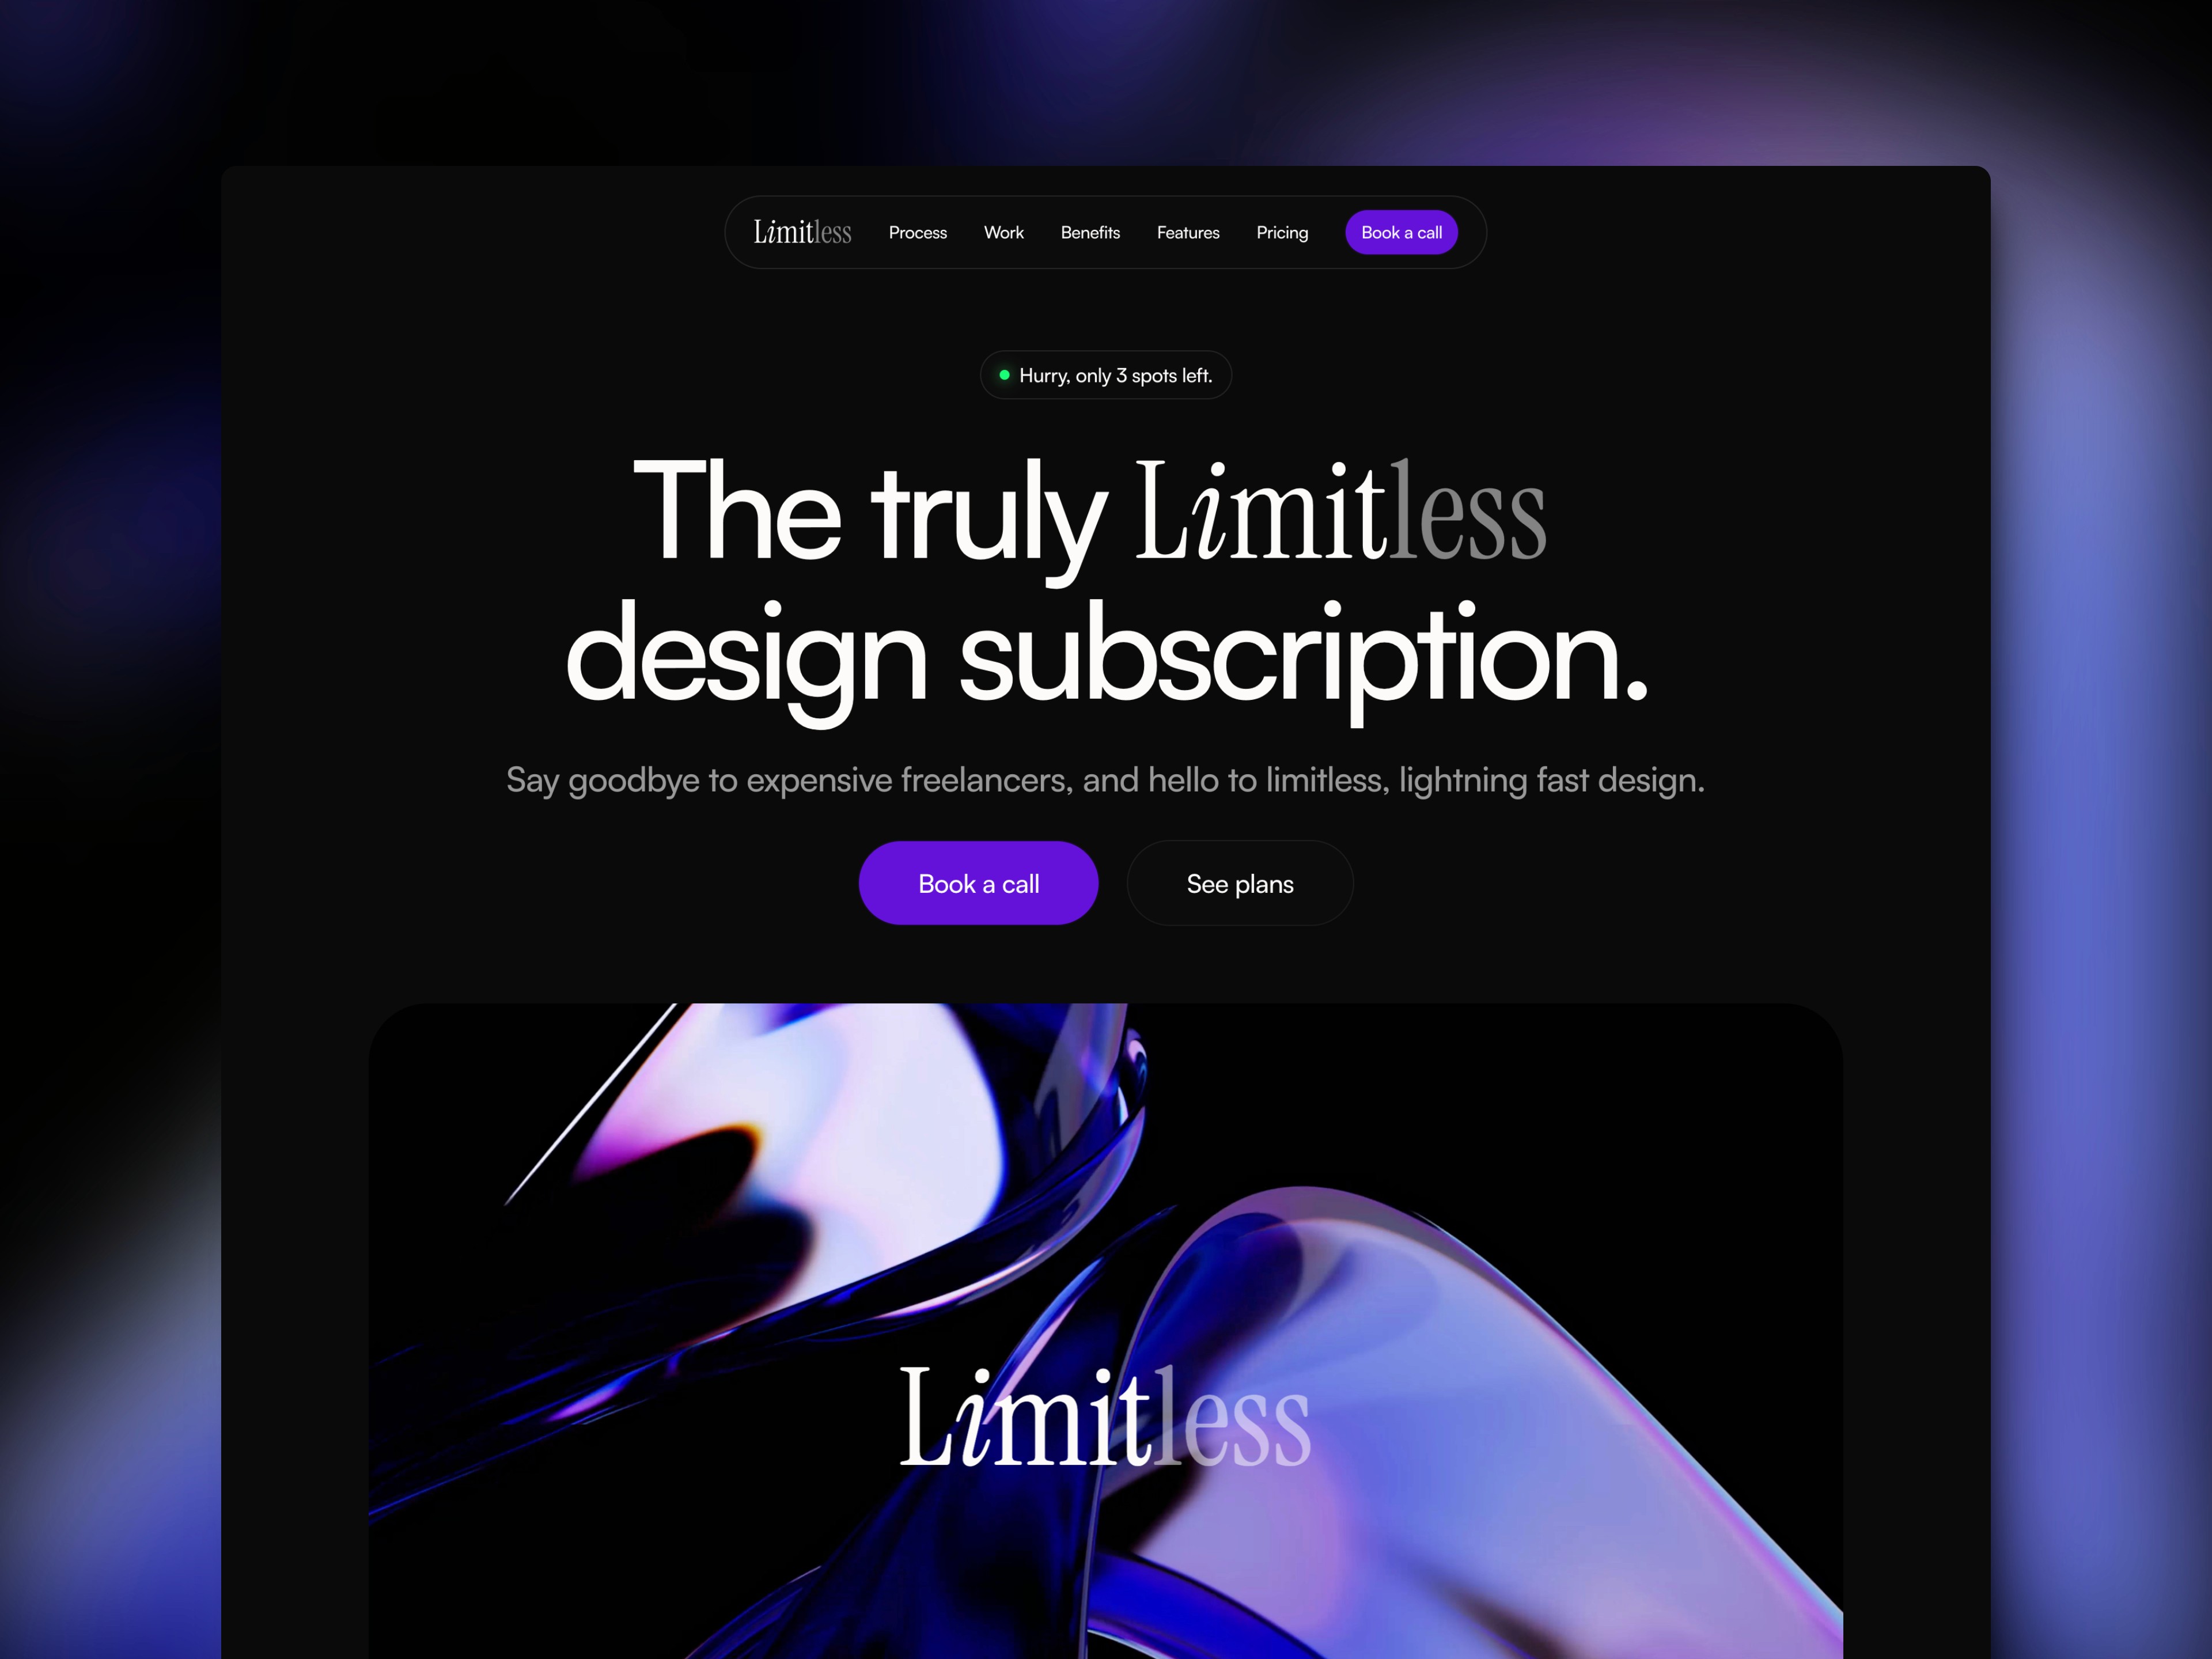 Limitless Process Work Benefits Features Pricing Book a call
Hurry, only 3 spots left.
The truly Limitless
design subscription.
Say goodbye to expensive freelancers, and hello to limitless, lightning fast design.
Book a call See plans
Limitless